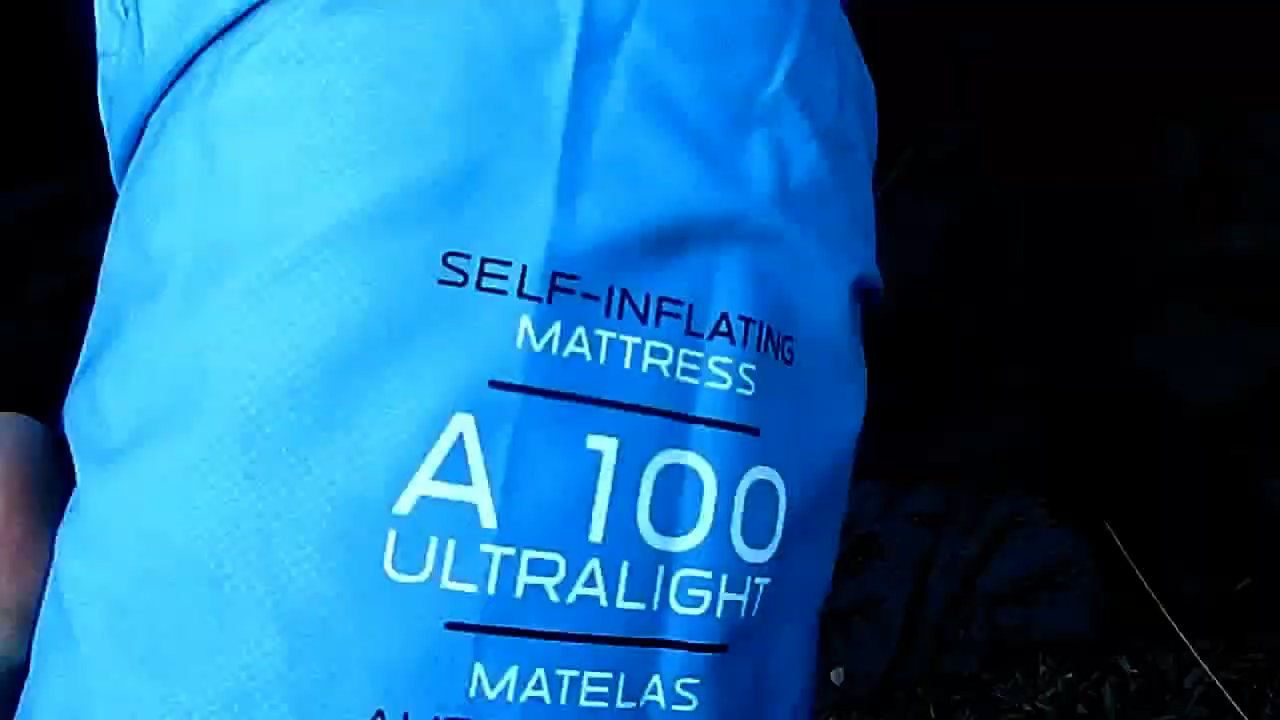 SELF-INFLATING
MATTRESS
A 100
ULTRALIGHT
MATELAS